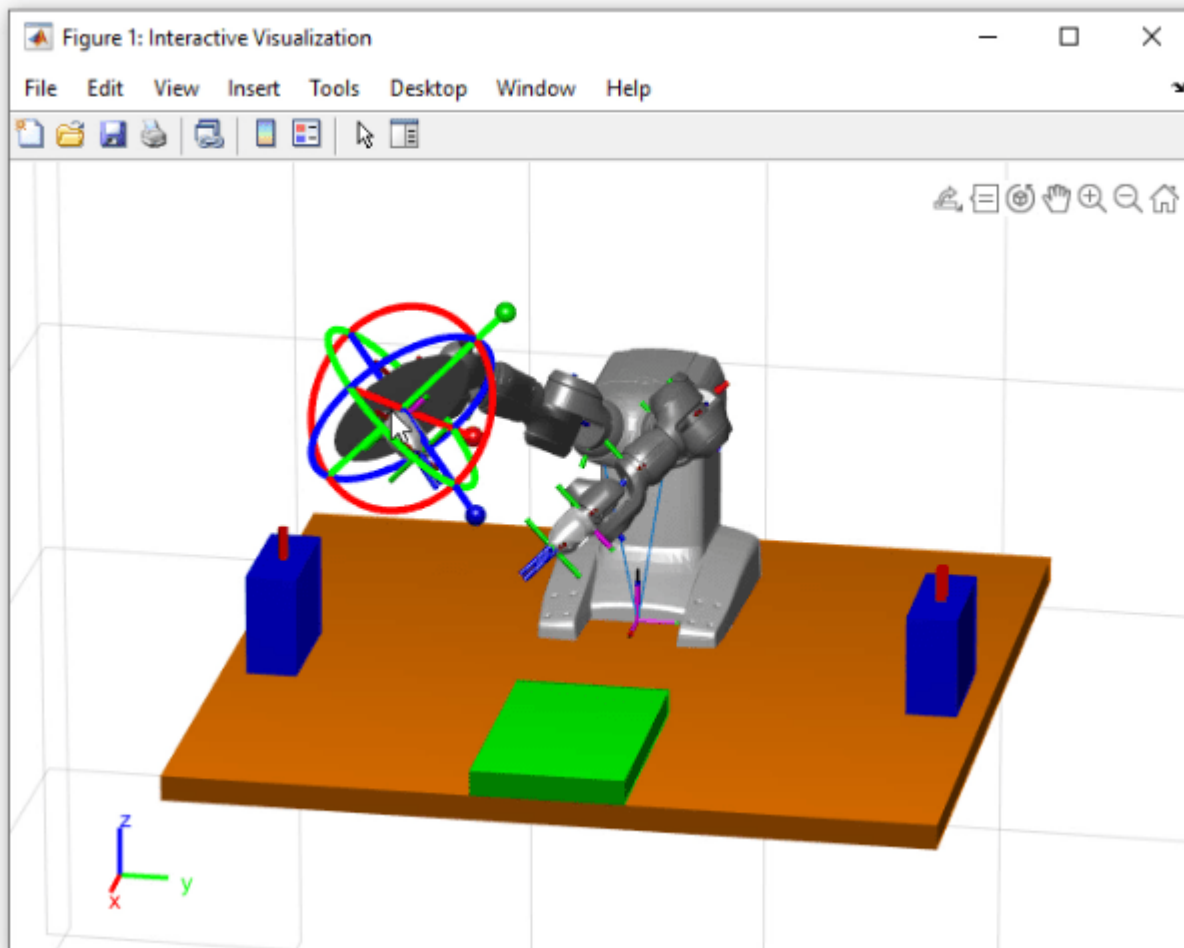 Figure 1: Interactive Visualization
File Edit View Insert Tools Desktop Window Help
z
y
x